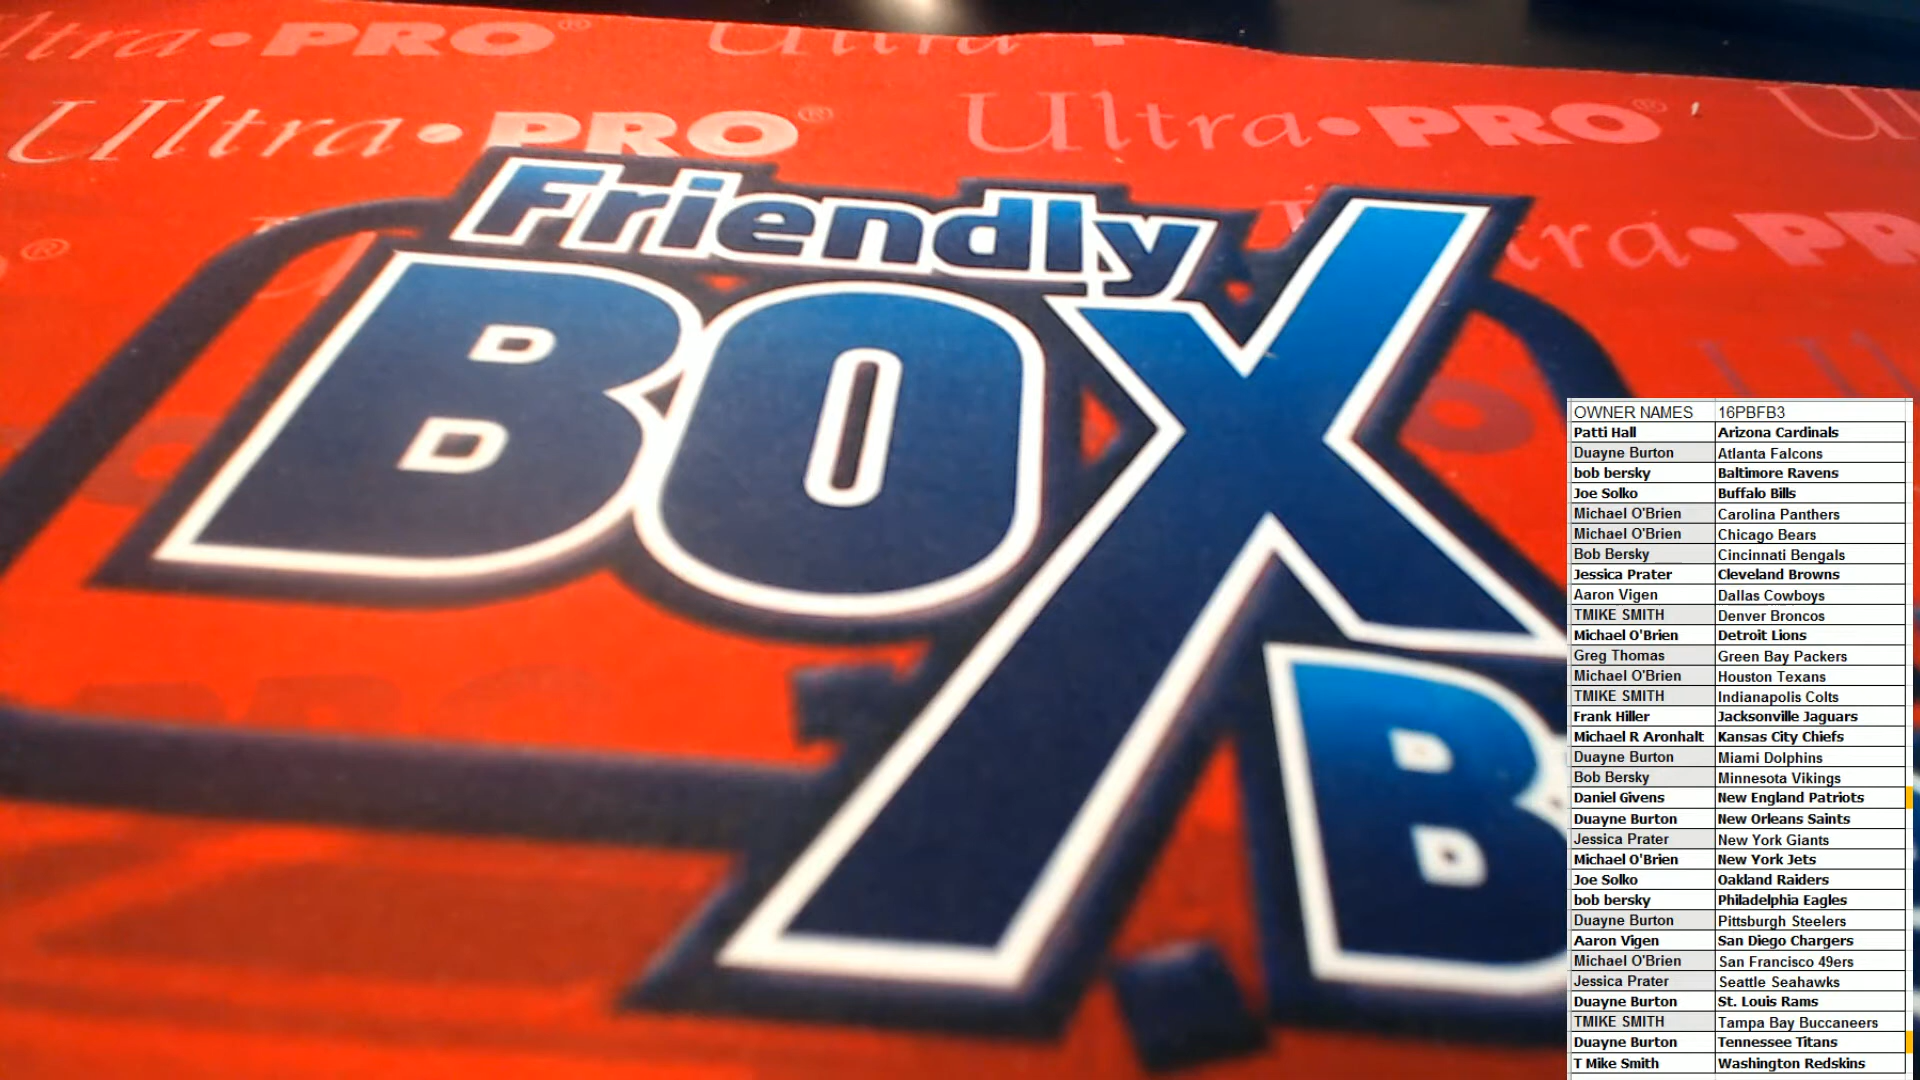 ltra•PRO® Ultra
Ultra•PRO® Ultra•PRO® Ul
Friendly
BOX
ra•PR
B
OWNER NAMES 16PBFB3
Patti Hall Arizona Cardinals
Duayne Burton Atlanta Falcons
bob bersky Baltimore Ravens
Joe Solko Buffalo Bills
Michael O'Brien Carolina Panthers
Michael O'Brien Chicago Bears
Bob Bersky Cincinnati Bengals
Jessica Prater Cleveland Browns
Aaron Vigen Dallas Cowboys
TMIKE SMITH Denver Broncos
Michael O'Brien Detroit Lions
Greg Thomas Green Bay Packers
Michael O'Brien Houston Texans
TMIKE SMITH Indianapolis Colts
Frank Hiller Jacksonville Jaguars
Michael R Aronhalt Kansas City Chiefs
Duayne Burton Miami Dolphins
Bob Bersky Minnesota Vikings
Daniel Givens New England Patriots
Duayne Burton New Orleans Saints
Jessica Prater New York Giants
Michael O'Brien New York Jets
Joe Solko Oakland Raiders
bob bersky Philadelphia Eagles
Duayne Burton Pittsburgh Steelers
Aaron Vigen San Diego Chargers
Michael O'Brien San Francisco 49ers
Jessica Prater Seattle Seahawks
Duayne Burton St. Louis Rams
TMIKE SMITH Tampa Bay Buccaneers
Duayne Burton Tennessee Titans
T Mike Smith Washington Redskins